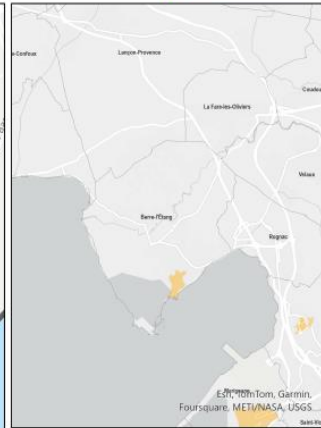 Lançon-Provence
La Fare-les-Oliviers
Velaux
Berre-l'Étang
Rognac
Esri, TomTom, Garmin,
Foursquare, METI/NASA, USGS